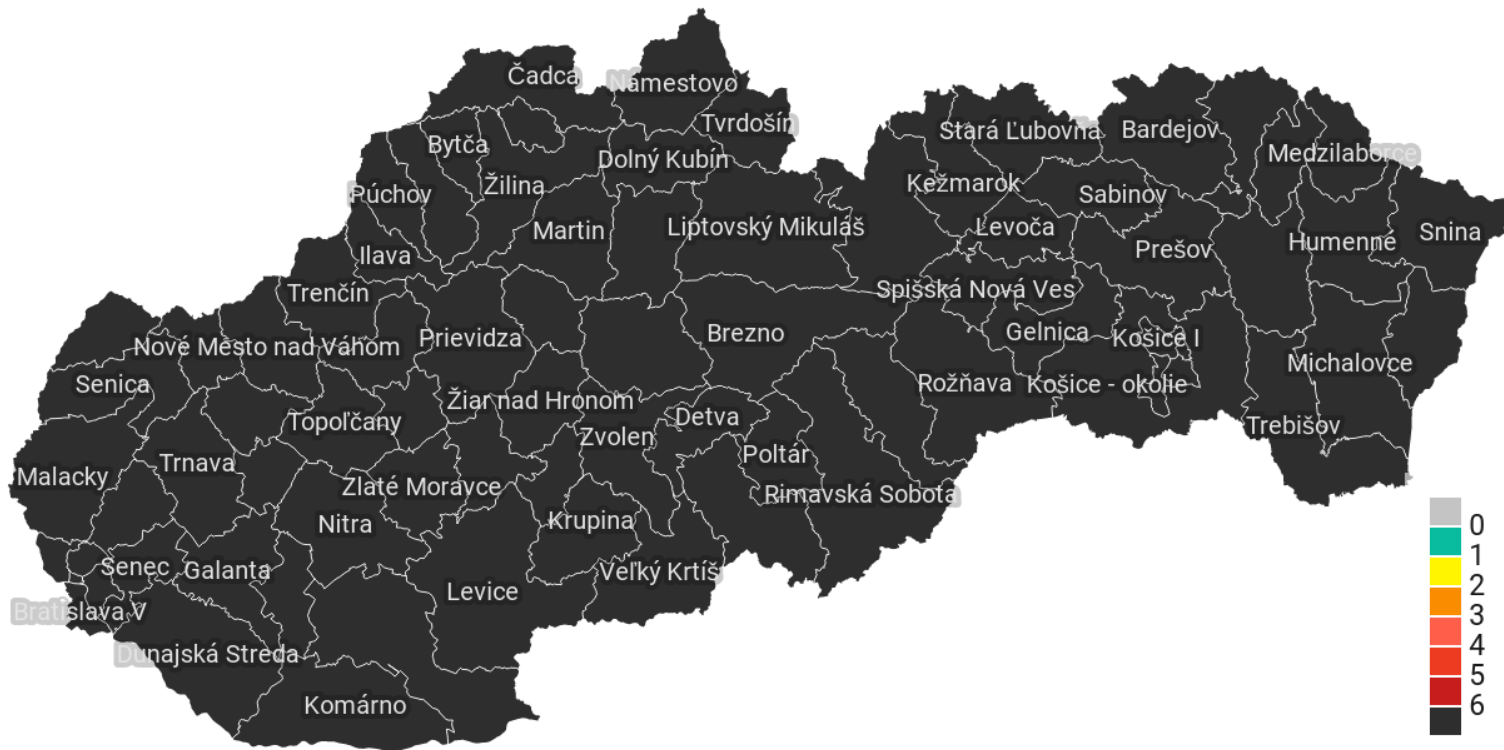 Čadca
Námestovo
Tvrdošín
Stará Ľubovňa
Bardejov
Bytča
Dolný Kubín
Medzilaborce
Púchov
Žilina
Kežmarok
Sabinov
Martin
Liptovský Mikuláš
Levoča
Ilava
Prešov
Humenné
Snina
Trenčín
Spišská Nová Ves
Nové Mesto nad Váhom
Prievidza
Brezno
Gelnica
Košice I
Senica
Michalovce
Rožňava
Košice - okolie
Žiar nad Hronom
Topoľčany
Detva
Zvolen
Trebišov
Poltár
Trnava
Malacky
Zlaté Moravce
Rimavská Sobota
Nitra
Krupina
Senec
Galanta
Veľký Krtíš
Levice
Bratislava V
Dunajská Streda
Komárno
0
1
2
3
4
5
6